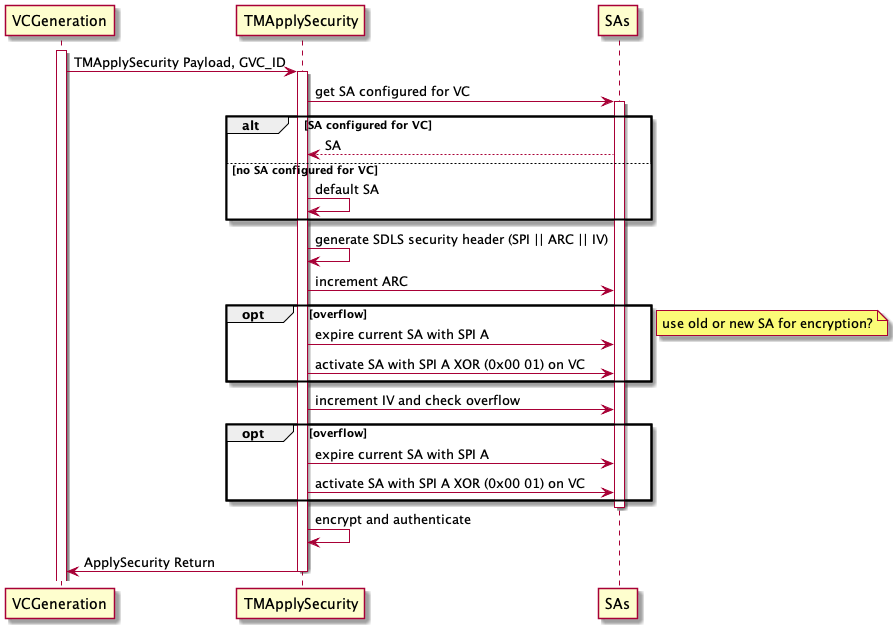 VCGeneration
TMApplySecurity
SAs
TMApplySecurity Payload, GVC_ID
get SA configured for VC
alt
[SA configured for VC]
SA
[no SA configured for VC]
default SA
generate SDLS security header (SPI || ARC || IV)
increment ARC
opt
[overflow]
use old or new SA for encryption?
expire current SA with SPI A
activate SA with SPI A XOR (0x00 01) on VC
increment IV and check overflow
opt
[overflow]
expire current SA with SPI A
activate SA with SPI A XOR (0x00 01) on VC
encrypt and authenticate
ApplySecurity Return
VCGeneration
TMApplySecurity
SAs